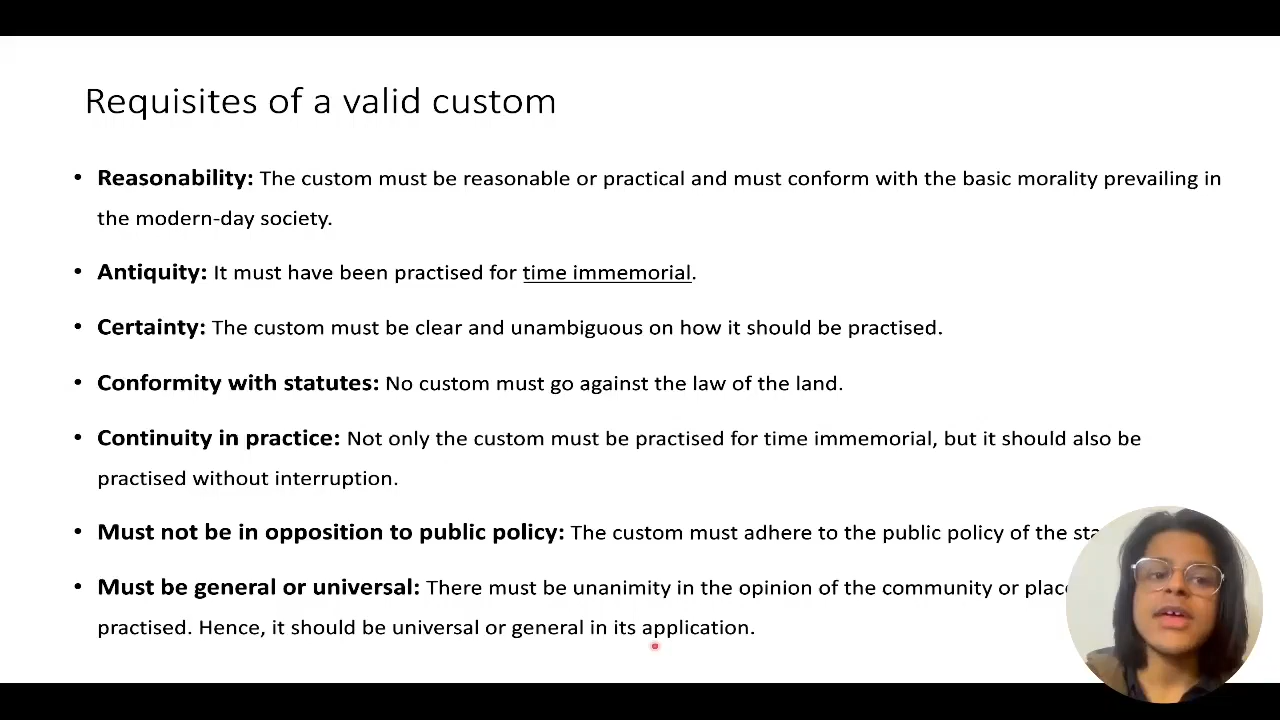 Requisites of a valid custom
• Reasonability: The custom must be reasonable or practical and must conform with the basic morality prevailing in
the modern-day society.
• Antiquity: It must have been practised for time immemorial.
• Certainty: The custom must be clear and unambiguous on how it should be practised.
• Conformity with statutes: No custom must go against the law of the land.
• Continuity in practice: Not only the custom must be practised for time immemorial, but it should also be
practised without interruption.
• Must not be in opposition to public policy: The custom must adhere to the public policy of the
• Must be general or universal: There must be unanimity in the opinion of the community or
practised. Hence, it should be universal or general in its application.